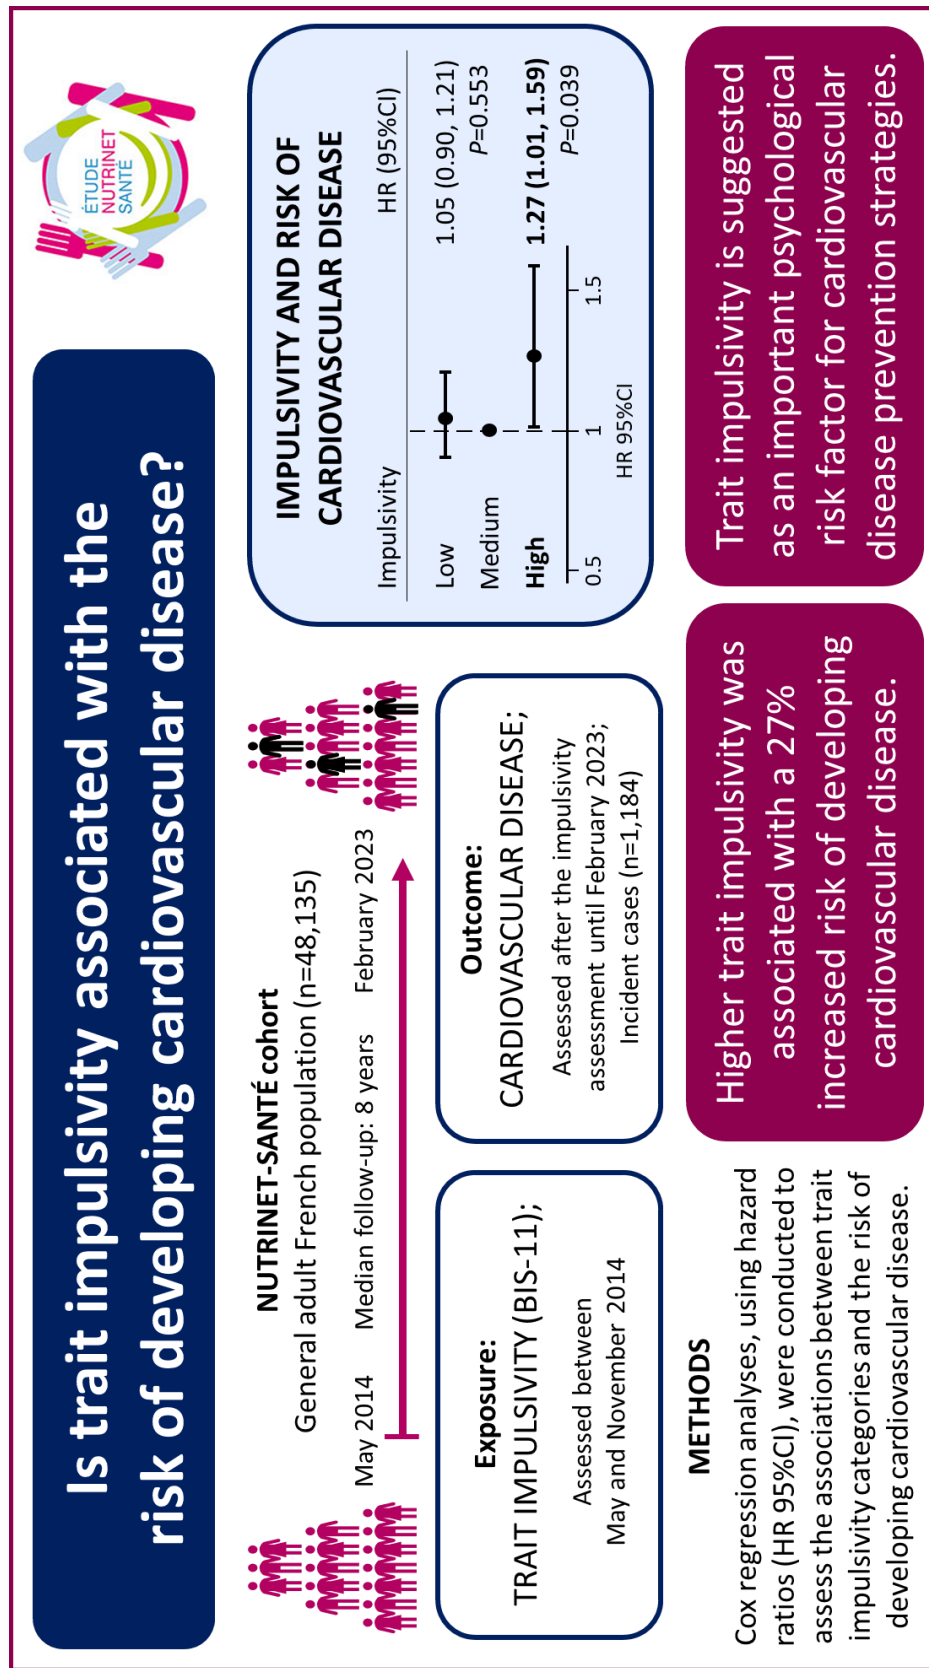 Is trait impulsivity associated with the
risk of developing cardiovascular disease?
ÉTUDE
NUTRINET
SANTÉ
NUTRINET-SANTÉ cohort
General adult French population (n=48,135)
May 2014
Median follow-up: 8 years
February 2023
Exposure:
TRAIT IMPULSIVITY (BIS-11);
Assessed between
May and November 2014
Outcome:
CARDIOVASCULAR DISEASE;
Assessed after the impulsivity
assessment until February 2023;
Incident cases (n=1,184)
IMPULSIVITY AND RISK OF
CARDIOVASCULAR DISEASE
Impulsivity HR (95%CI)
Low 1.05 (0.90, 1.21)
P=0.553
Medium
High 1.27 (1.01, 1.59)
P=0.039
0.5 1 1.5
HR 95%CI
METHODS
Cox regression analyses, using hazard
ratios (HR 95%CI), were conducted to
assess the associations between trait
impulsivity categories and the risk of
developing cardiovascular disease.
Higher trait impulsivity was
associated with a 27%
increased risk of developing
cardiovascular disease.
Trait impulsivity is suggested
as an important psychological
risk factor for cardiovascular
disease prevention strategies.